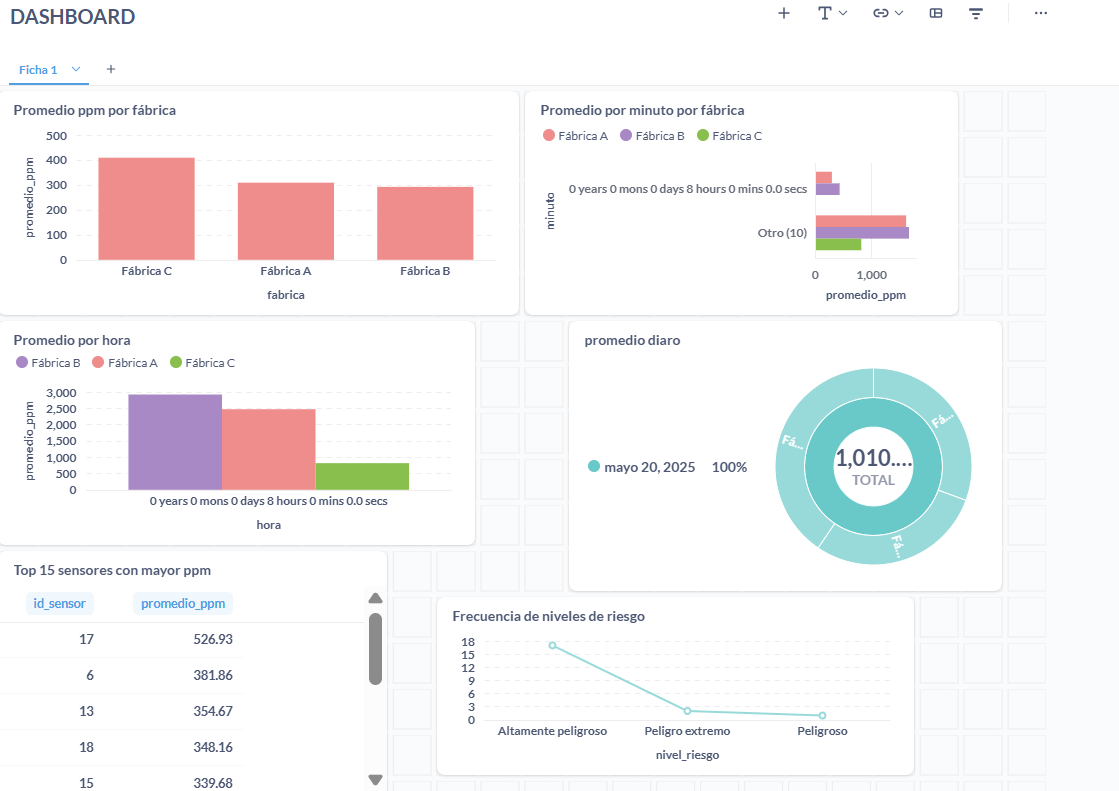 DASHBOARD
Ficha 1
Promedio ppm por fábrica
500
400
300
200
100
0
promedio_ppm
Fábrica C Fábrica A Fábrica B
fabrica
Promedio por minuto por fábrica
Fábrica A Fábrica B Fábrica C
minuto
0 years 0 mons 0 days 8 hours 0 mins 0.0 secs
Otro (10)
0 1,000
promedio_ppm
Promedio por hora
Fábrica B Fábrica A Fábrica C
3,000
2,500
2,000
1,500
1,000
500
0
promedio_ppm
0 years 0 mons 0 days 8 hours 0 mins 0.0 secs
hora
promedio diaro
mayo 20, 2025 100%
Fá...
Fá...
Fá...
1,010....
TOTAL
Top 15 sensores con mayor ppm
id_sensor promedio_ppm
17 526.93
6 381.86
13 354.67
18 348.16
15 339.68
Frecuencia de niveles de riesgo
18
15
12
9
6
3
0
Altamente peligroso Peligro extremo Peligroso
nivel_riesgo